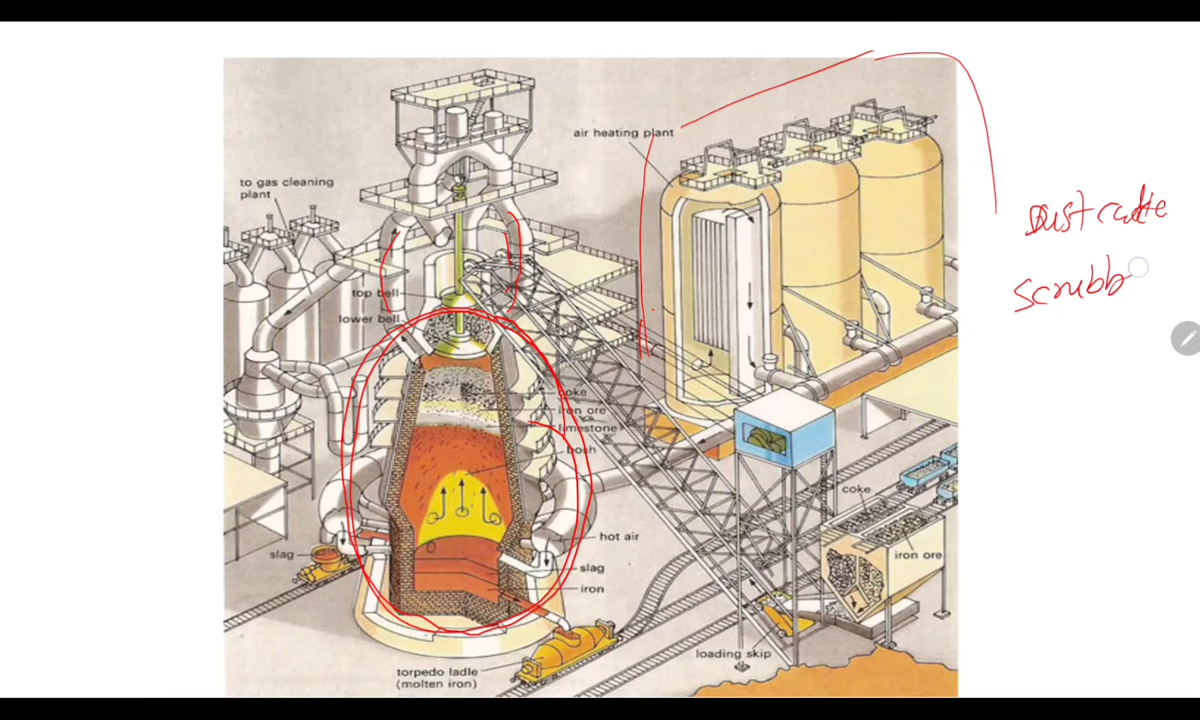 air heating plant
to gas cleaning
plant
top bell
lower bell
coke
iron ore
limestone
bosh
coke
hot air
iron ore
slag
slag
iron
loading skip
torpedo ladle
(molten iron)
scrubb